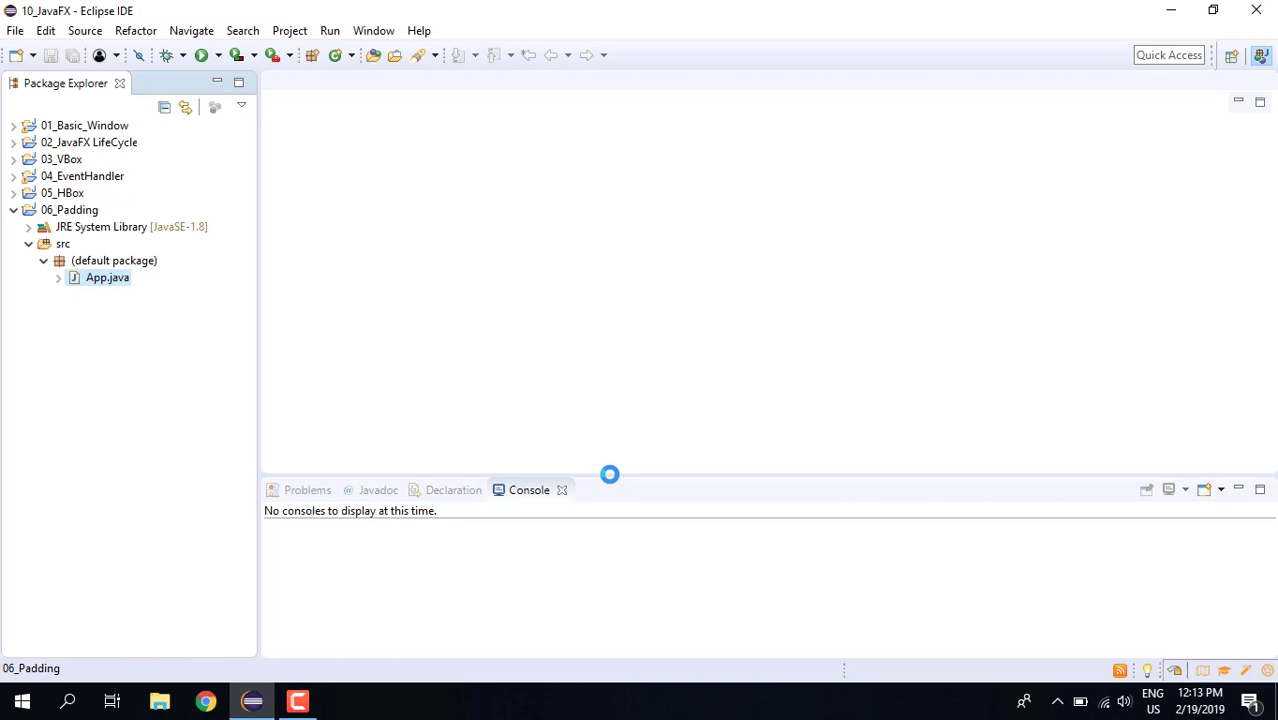 10_JavaFX - Eclipse IDE
File Edit Source Refactor Navigate Search Project Run Window Help
Quick Access
Package Explorer
01_Basic_Window
02_JavaFX LifeCycle
03_VBox
04_EventHandler
05_HBox
06_Padding
JRE System Library [JavaSE-1.8]
src
(default package)
App.java
Problems Javadoc Declaration Console
No consoles to display at this time.
06_Padding
ENG
US
12:13 PM
2/19/2019
1